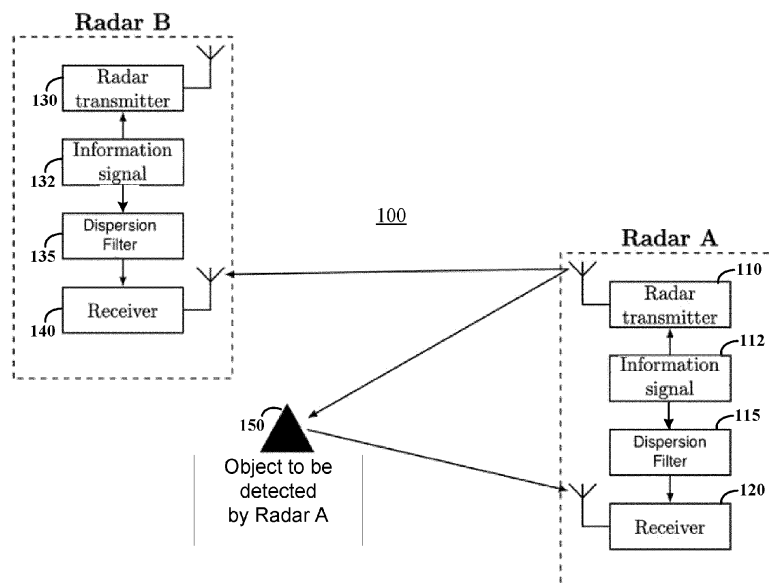 Radar B
Radar
transmitter
130
Information
signal
132
Dispersion
Filter
135
Receiver
140
100
Radar A
110
Radar
transmitter
112
Information
signal
115
Dispersion
Filter
120
Receiver
150
Object to be
detected
by Radar A